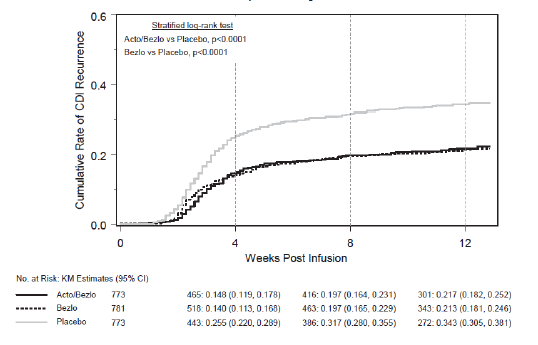 0.6
Stratified log-rank test
Acto/Bezlo vs Placebo, p<0.0001
Bezlo vs Placebo, p<0.0001
0.4
0.2
0.0
Cumulative Rate of CDI Recurrence
0 4 8 12
Weeks Post Infusion
No. at Risk: KM Estimates (95% CI)
Acto/Bezlo 773 465: 0.148 (0.119, 0.178) 416: 0.197 (0.164, 0.231) 301: 0.217 (0.182, 0.252)
Bezlo 781 518: 0.140 (0.113, 0.168) 463: 0.197 (0.165, 0.229) 343: 0.213 (0.181, 0.246)
Placebo 773 443: 0.255 (0.220, 0.289) 386: 0.317 (0.280, 0.355) 272: 0.343 (0.305, 0.381)